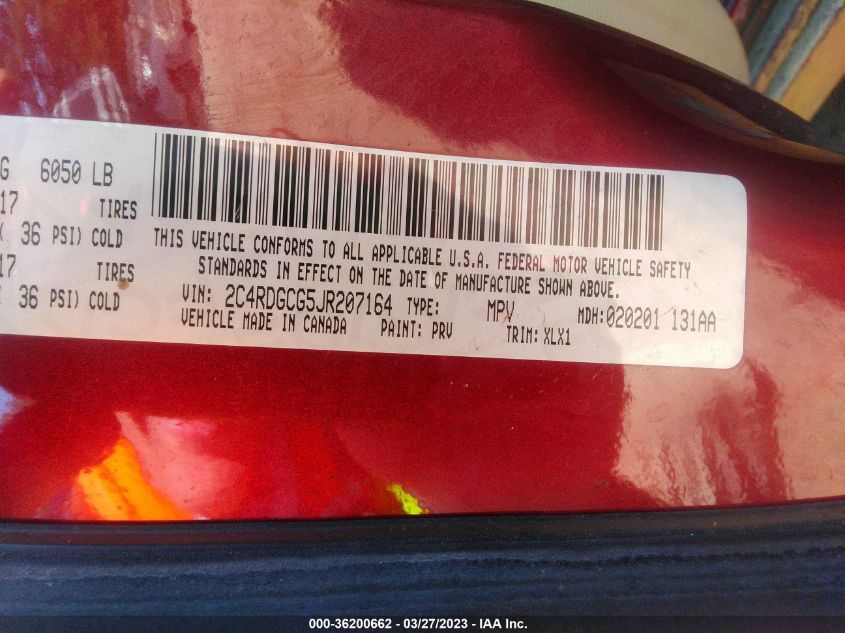 G 6050 LB
17 TIRES
( 36 PSI) COLD
17 TIRES
36 PSI) COLD
THIS VEHICLE CONFORMS TO ALL APPLICABLE U.S.A. FEDERAL MOTOR VEHICLE SAFETY
STANDARDS IN EFFECT ON THE DATE OF MANUFACTURE SHOWN ABOVE.
VIN: 2C4RDGCG5JR207164 TYPE: MPV MDH:020201 131AA
VEHICLE MADE IN CANADA PAINT: PRV TRIM: XLX1
000-36200662 - 03/27/2023 - IAA Inc.